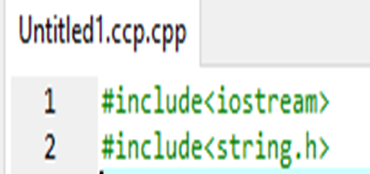 Untitled1.ccp.cpp
1 #include<iostream>
2 #include<string.h>